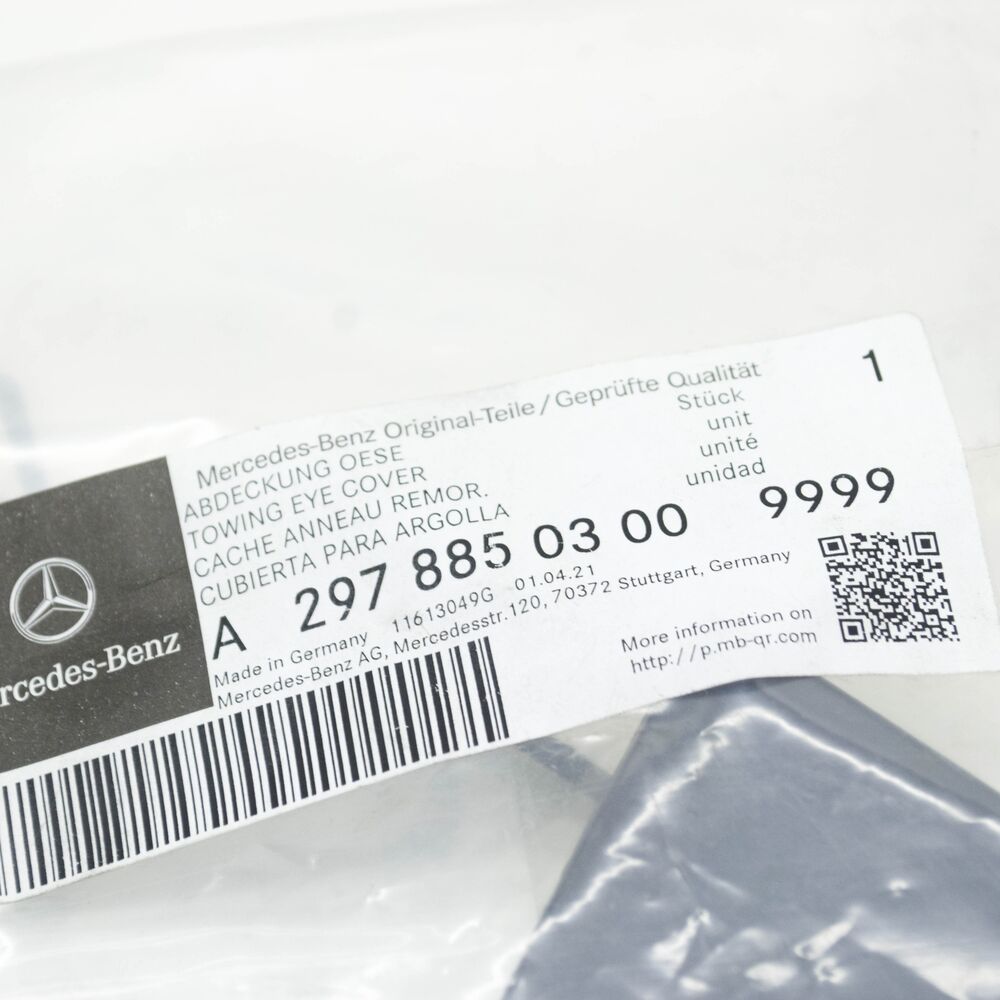 Mercedes-Benz Original-Teile / Geprüfte Qualität
1
ABDECKUNG OESE
Stück
TOWING EYE COVER
unit
CACHE ANNEAU REMOR.
unité
CUBIERTA PARA ARGOLLA
unidad
A 297 885 03 00 9999
Made in Germany 11613049G 01.04.21
Mercedes-Benz AG, Mercedesstr.120, 70372 Stuttgart, Germany
More information on
http://p.mb-qr.com
rcedes-Benz